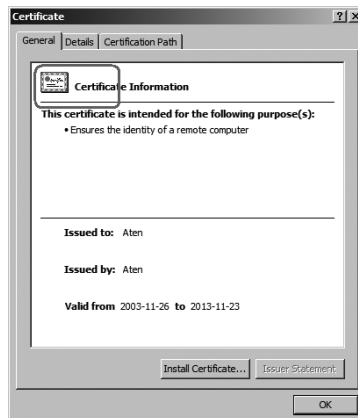 Certificate
General Details Certification Path
Certificate Information
This certificate is intended for the following purpose(s):
• Ensures the identity of a remote computer
Issued to: Aten
Issued by: Aten
Valid from 2003-11-26 to 2013-11-23
Install Certificate... Issuer Statement
OK